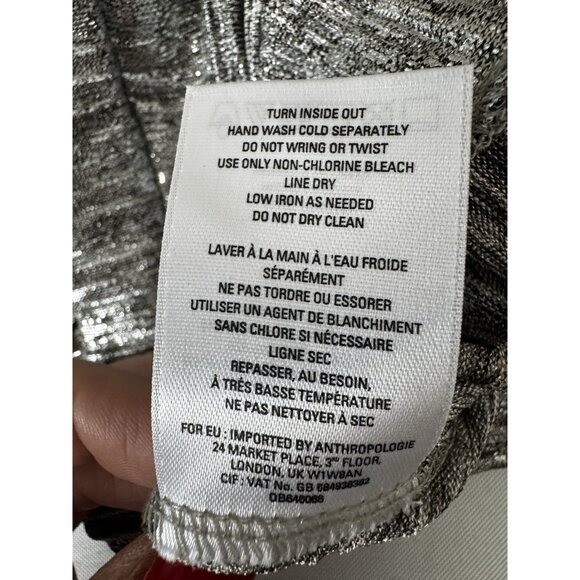 TURN INSIDE OUT
HAND WASH COLD SEPARATELY
DO NOT WRING OR TWIST
USE ONLY NON-CHLORINE BLEACH
LINE DRY
LOW IRON AS NEEDED
DO NOT DRY CLEAN
LAVER À LA MAIN À L'EAU FROIDE
SÉPARÉMENT
NE PAS TORDRE OU ESSORER
UTILISER UN AGENT DE BLANCHIMENT
SANS CHLORE SI NÉCESSAIRE
LIGNE SEC
REPASSER, AU BESOIN,
À TRÈS BASSE TEMPÉRATURE
NE PAS NETTOYER À SEC
FOR EU : IMPORTED BY ANTHROPOLOGIE
24 MARKET PLACE, 3RD FLOOR,
LONDON, UK W1W8AN
CIF : VAT No. GB